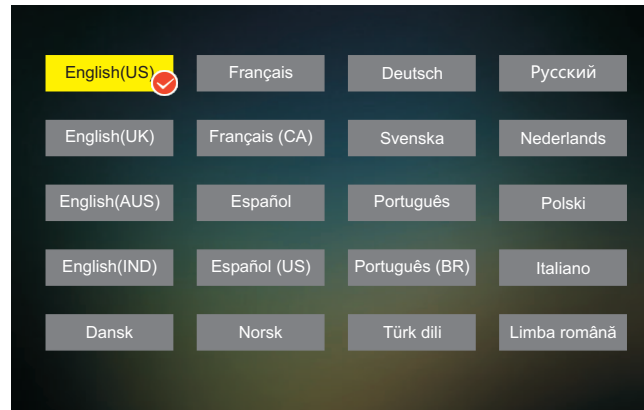 English(US)
Français
Deutsch
Русский
English(UK)
Français (CA)
Svenska
Nederlands
English(AUS)
Español
Português
Polski
English(IND)
Español (US)
Português (BR)
Italiano
Dansk
Norsk
Türk dili
Limba română